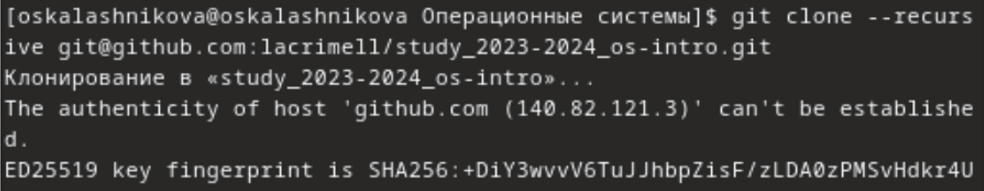 [oskalashnikova@oskalashnikova Операционные системы]$ git clone --recurs
ive git@github.com:lacrimell/study_2023-2024_os-intro.git
Клонирование в «study_2023-2024_os-intro»...
The authenticity of host 'github.com (140.82.121.3)' can't be establishe
d.
ED25519 key fingerprint is SHA256:+DiY3wvvV6TuJJhbpZisF/zLDA0zPMSvHdkr4U